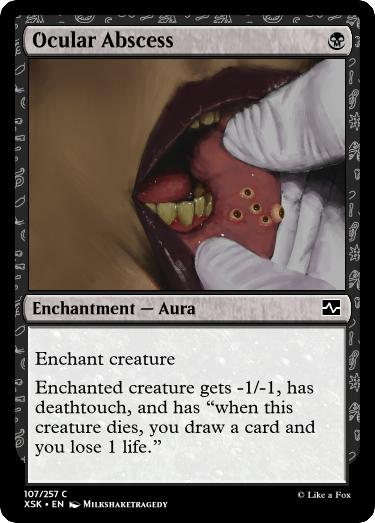 Ocular Abscess
Enchantment — Aura
Enchant creature
Enchanted creature gets -1/-1, has
deathtouch, and has “when this
creature dies, you draw a card and
you lose 1 life.”
107/257 C
XSK • EN Milkshaketragedy
© Like a Fox